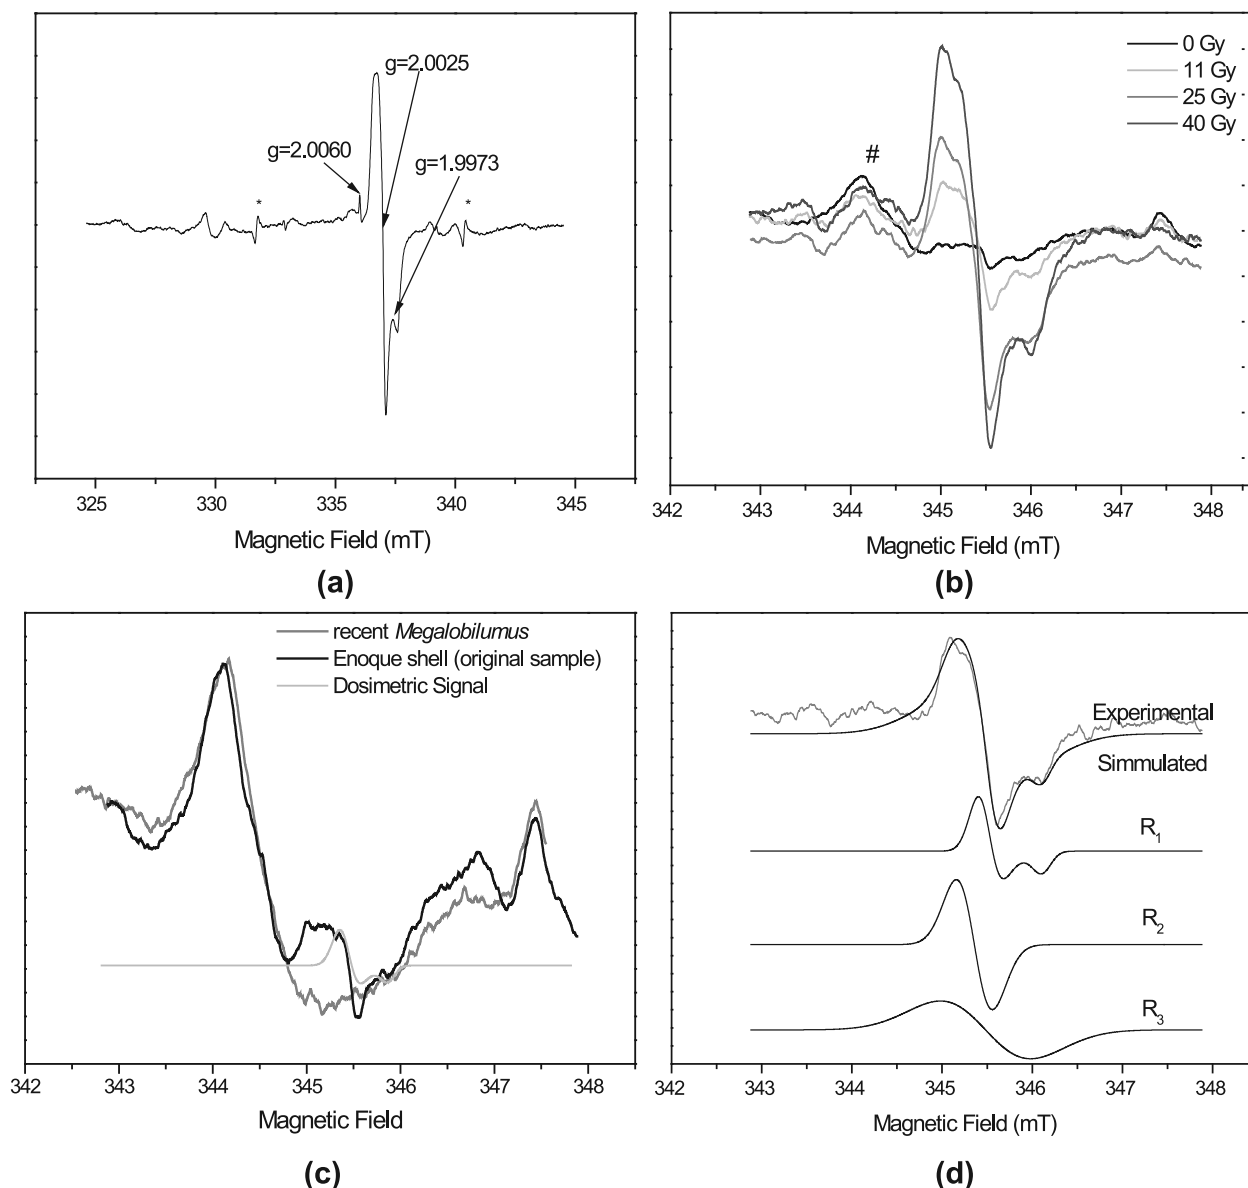 g=2.0025
g=2.0060
g=1.9973
*
*
325 330 335 340 345
Magnetic Field (mT)
(a)
0 Gy
11 Gy
25 Gy
40 Gy
#
342 343 344 345 346 347 348
Magnetic Field (mT)
(b)
recent Megalobilumus
Enoque shell (original sample)
Dosimetric Signal
342 343 344 345 346 347 348
Magnetic Field
(c)
Experimental
Simmulated
R1
R2
R3
342 343 344 345 346 347 348
Magnetic Field (mT)
(d)